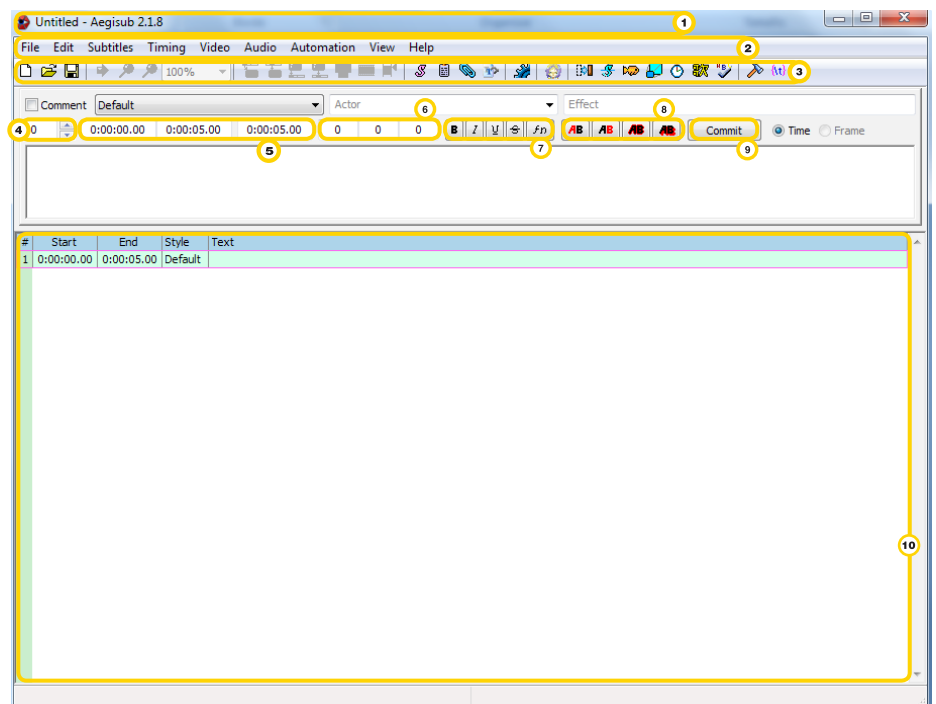 Untitled - Aegisub 2.1.8 1
File Edit Subtitles Timing Video Audio Automation View Help 2
100% S S {\t} 3
Comment Default Actor 6 Effect 8
4 0 0:00:00.00 0:00:05.00 0:00:05.00 0 0 0 B I U S fn AB AB AB AB Commit Time Frame
5 7 9
# Start End Style Text
1 0:00:00.00 0:00:05.00 Default
10